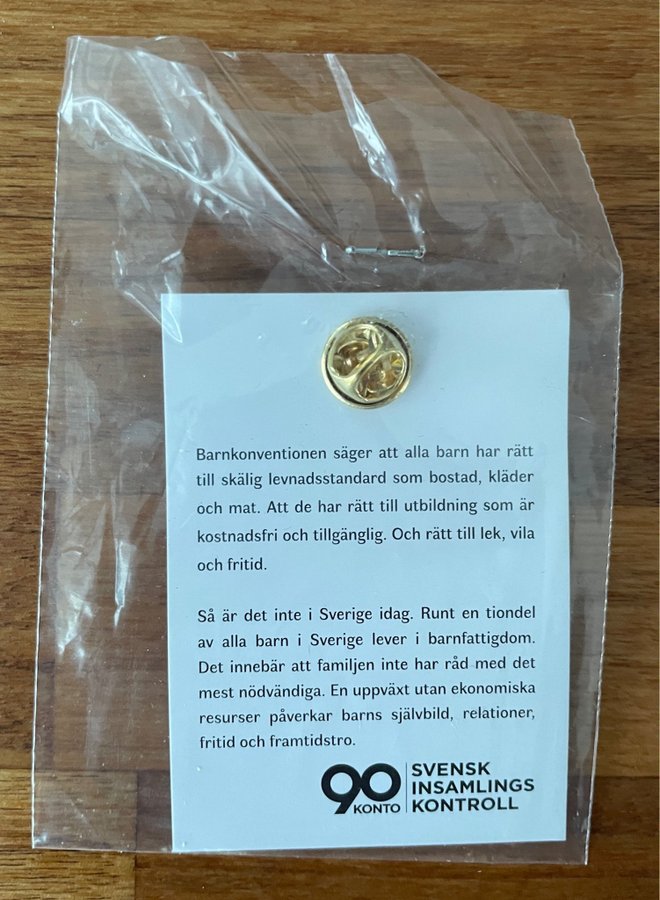 Barnkonventionen säger att alla barn har rätt
till skälig levnadsstandard som bostad, kläder
och mat. Att de har rätt till utbildning som är
kostnadsfri och tillgänglig. Och rätt till lek, vila
och fritid.
Så är det inte i Sverige idag. Runt en tiondel
av alla barn i Sverige lever i barnfattigdom.
Det innebär att familjen inte har råd med det
mest nödvändiga. En uppväxt utan ekonomiska
resurser påverkar barns självbild, relationer,
fritid och framtidstro.
90
KONTO
SVENSK
INSAMLINGS
KONTROLL